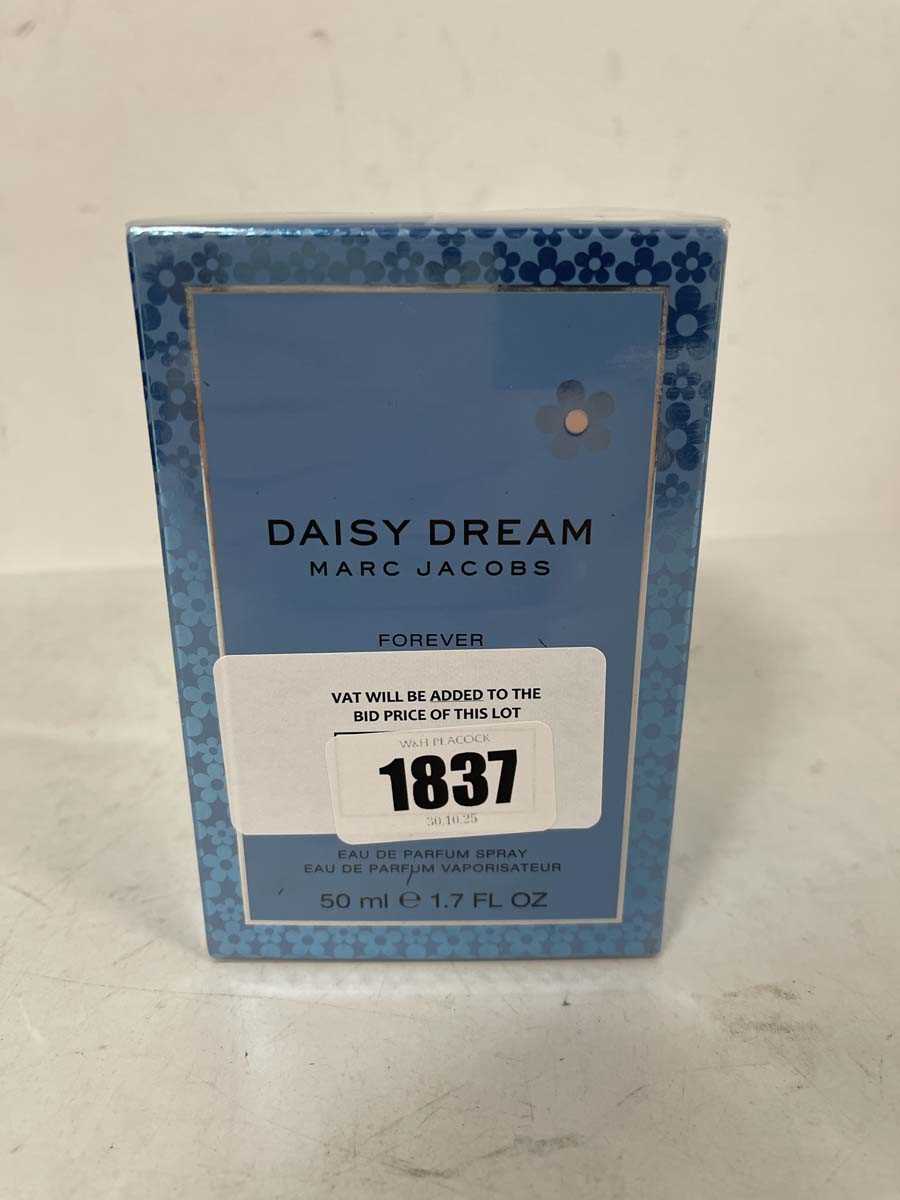 DAISY DREAM
MARC JACOBS
FOREVER
VAT WILL BE ADDED TO THE
BID PRICE OF THIS LOT
W&H PEACOCK
1837
30.10.25
EAU DE PARFUM SPRAY
EAU DE PARFUM VAPORISATEUR
50 ml ℮ 1.7 FL OZ